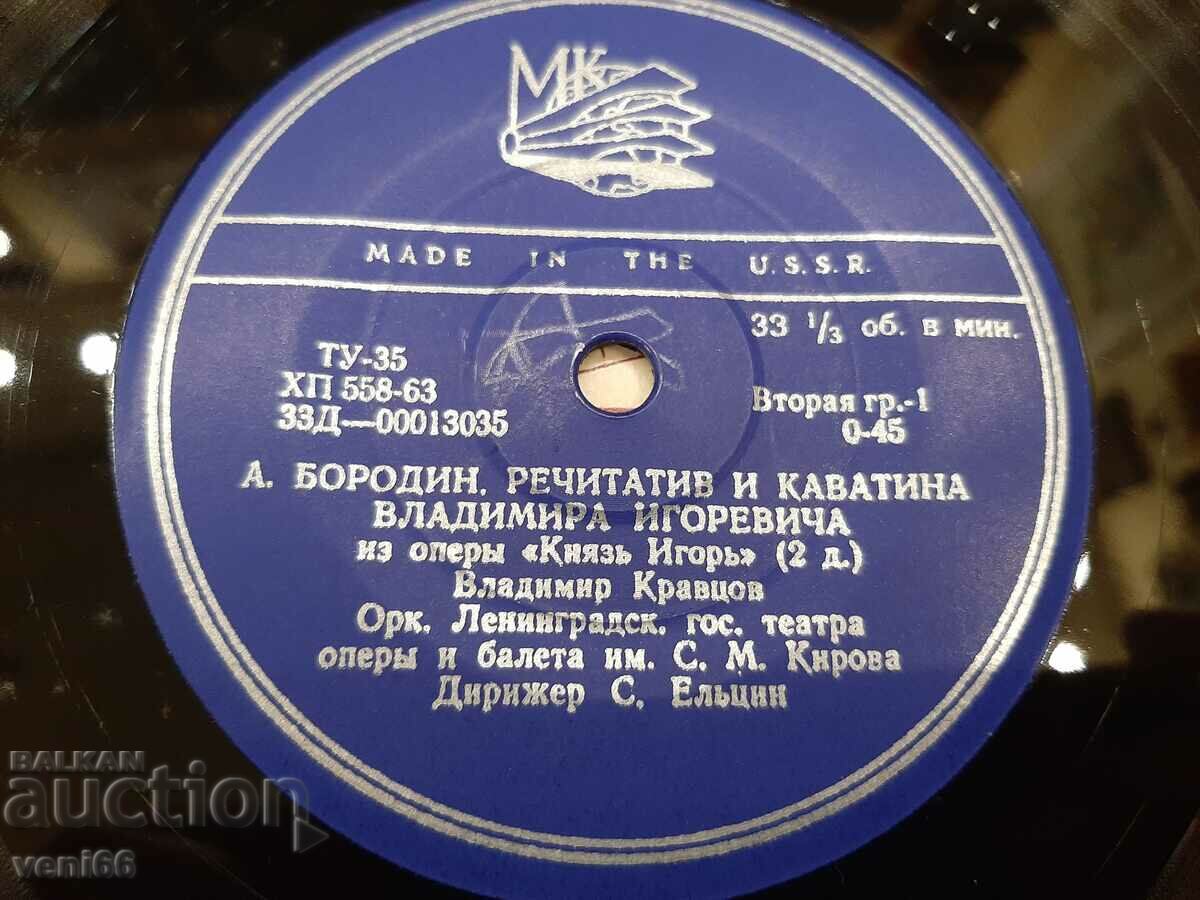 МК
MADE IN THE U.S.S.R.
33 1/3 об. в мин.
ТУ-35
ХП 558-63
33Д—00013035
Вторая гр.-1
0-45
А. БОРОДИН. РЕЧИТАТИВ И КАВАТИНА
ВЛАДИМИРА ИГОРЕВИЧА
из оперы «Князь Игорь» (2 д.)
Владимир Кравцов
Орк. Ленинградск. гос. театра
оперы и балета им. С. М. Кирова
Дирижер С. Ельцин
BALKAN
auction
veni66